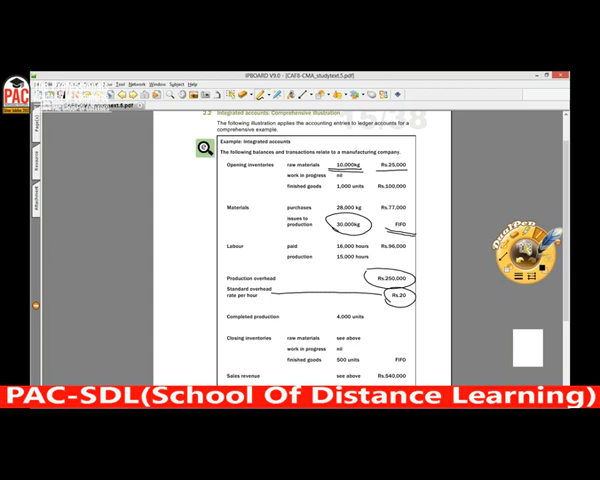 IPBOARD V9.0 - [CAF8-CMA_studytext.5.pdf]
Tool Network Window Subject Help
PAC
2.2 Integrated accounts: Comprehensive illustration
15/38
The following illustration applies the accounting entries to ledger accounts for a
comprehensive example.
Example: Integrated accounts
The following balances and transactions relate to a manufacturing company.
Opening inventories raw materials 10,000kg Rs.25,000
work in progress nil
finished goods 1,000 units Rs.100,000
Materials purchases 28,000 kg Rs.77,000
issues to
production 30,000kg FIFO
Labour paid 16,000 hours Rs.96,000
production 15,000 hours
Production overhead Rs.250,000
Standard overhead
rate per hour Rs.20
Completed production 4,000 units
Closing inventories raw materials see above
work in progress nil
finished goods 500 units FIFO
Sales revenue see above Rs.540,000
DualPen
Page(s)
Resource
Attachment
PAC-SDL(School Of Distance Learning)